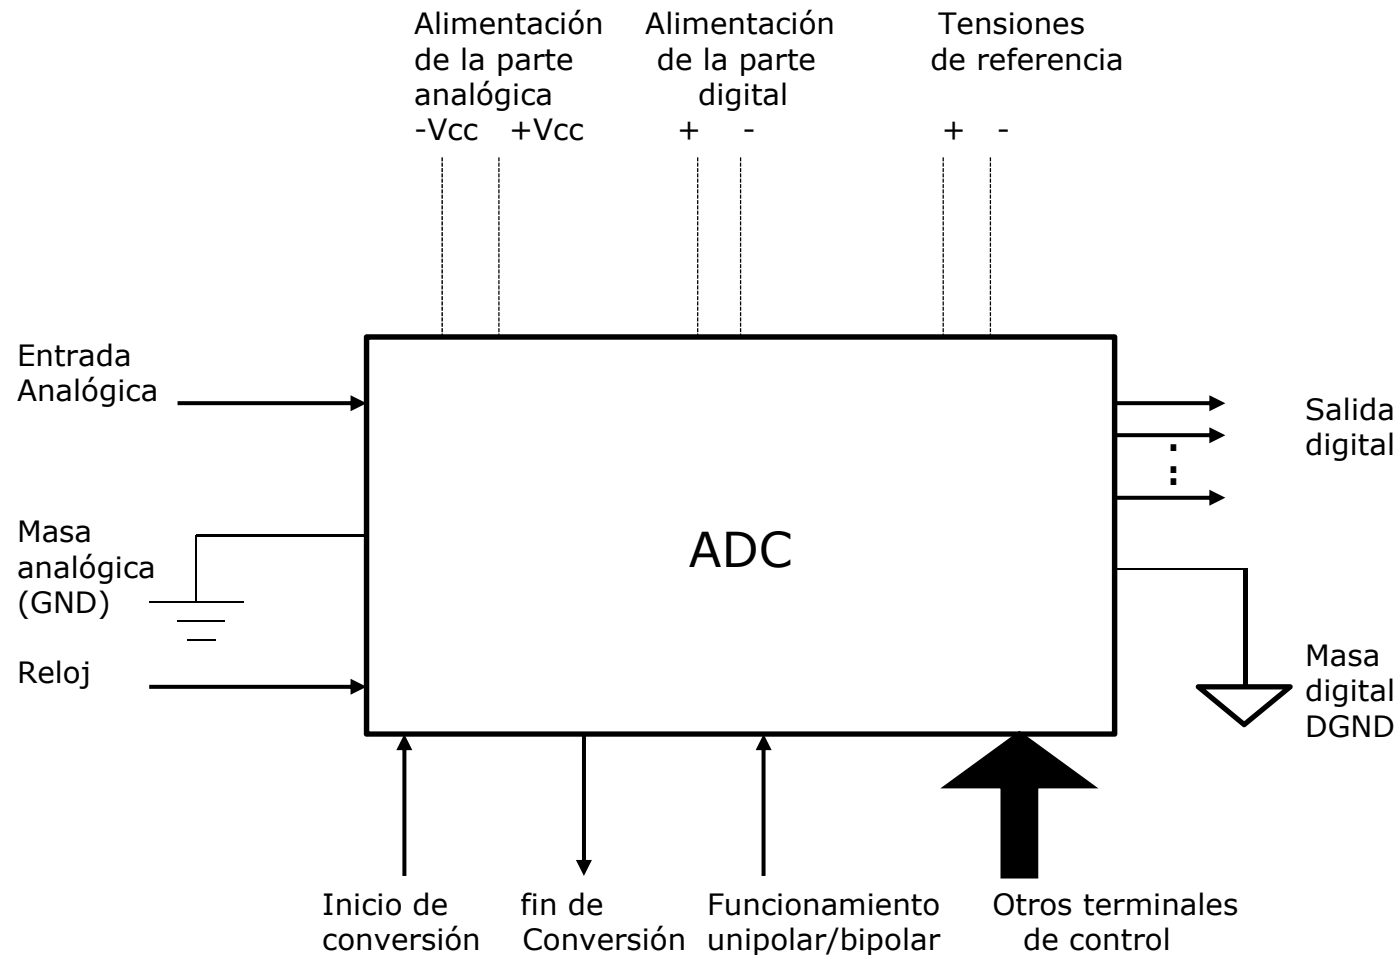 Alimentación
de la parte
analógica
-Vcc +Vcc
Alimentación
de la parte
digital
+ -
Tensiones
de referencia
+ -
Entrada
Analógica
Masa
analógica
(GND)
Reloj
ADC
Salida
digital
Masa
digital
DGND
Inicio de
conversión
fin de
Conversión
Funcionamiento
unipolar/bipolar
Otros terminales
de control